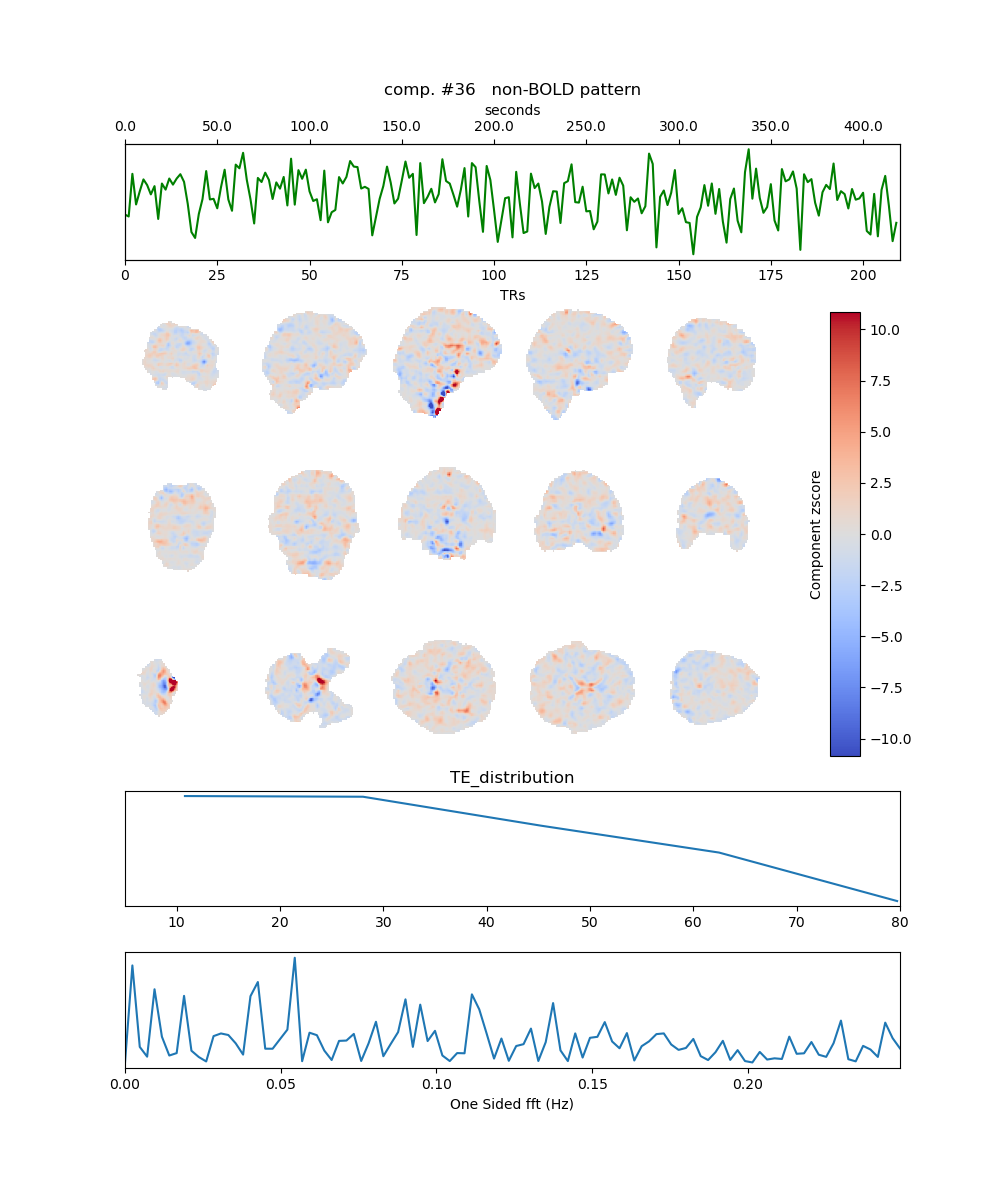 comp. #36   non-BOLD pattern
seconds
0.0 50.0 100.0 150.0 200.0 250.0 300.0 350.0 400.0
0 25 50 75 100 125 150 175 200
TRs
10.0
7.5
5.0
2.5
0.0
−2.5
−5.0
−7.5
−10.0
Component zscore
TE_distribution
10 20 30 40 50 60 70 80
0.00 0.05 0.10 0.15 0.20
One Sided fft (Hz)